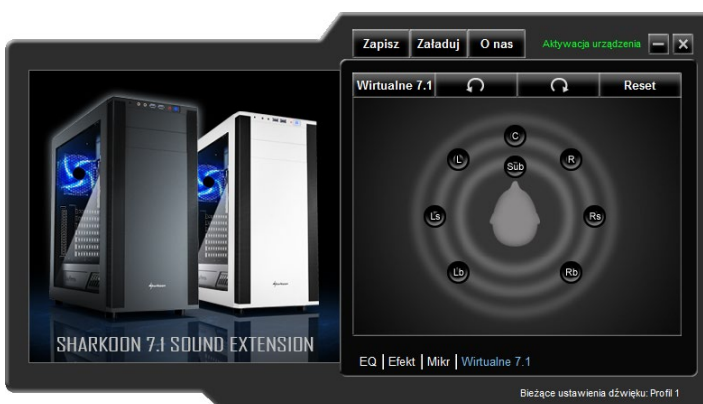 Zapisz Załaduj O nas Aktywacja urządzenia
Wirtualne 7.1 Reset
C
L R
Sub
Ls Rs
Lb Rb
SHARKOON 7.1 SOUND EXTENSION
EQ Efekt Mikr Wirtualne 7.1
Bieżące ustawienia dźwięku: Profil 1